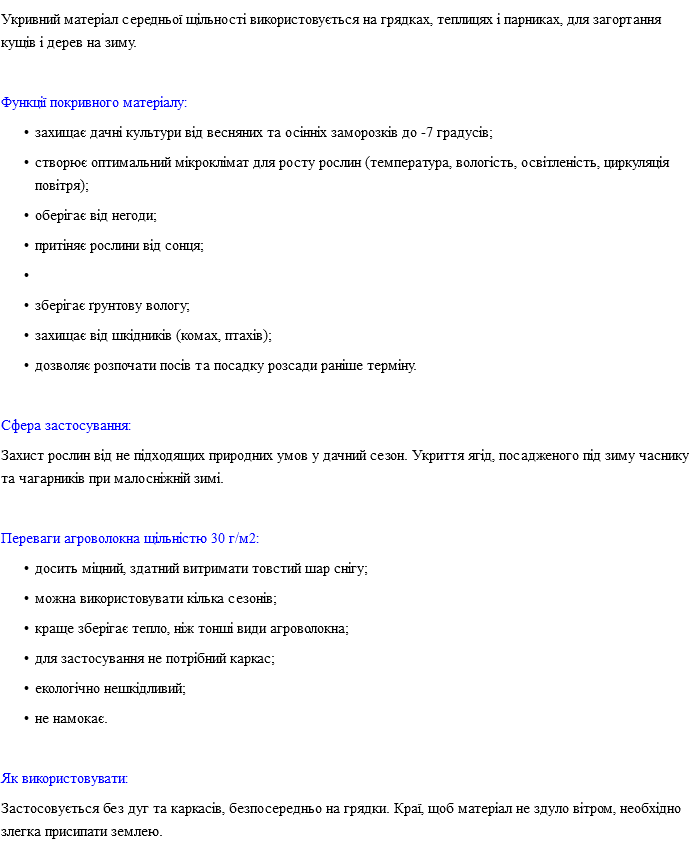 Укривний матеріал середньої щільності використовується на грядках, теплицях і парниках, для загортання
кущів і дерев на зиму.
Функції покривного матеріалу:
• захищає дачні культури від весняних та осінніх заморозків до -7 градусів;
• створює оптимальний мікроклімат для росту рослин (температура, вологість, освітленість, циркуляція
повітря);
• оберігає від негоди;
• притіняє рослини від сонця;
•
• зберігає ґрунтову вологу;
• захищає від шкідників (комах, птахів);
• дозволяє розпочати посів та посадку розсади раніше терміну.
Сфера застосування:
Захист рослин від не підходящих природних умов у дачний сезон. Укриття ягід, посадженого під зиму часнику
та чагарників при малосніжній зимі.
Переваги агроволокна щільністю 30 г/м2:
• досить міцний, здатний витримати товстий шар снігу;
• можна використовувати кілька сезонів;
• краще зберігає тепло, ніж тонші види агроволокна;
• для застосування не потрібний каркас;
• екологічно нешкідливий;
• не намокає.
Як використовувати:
Застосовується без дуг та каркасів, безпосередньо на грядки. Краї, щоб матеріал не здуло вітром, необхідно
злегка присипати землею.